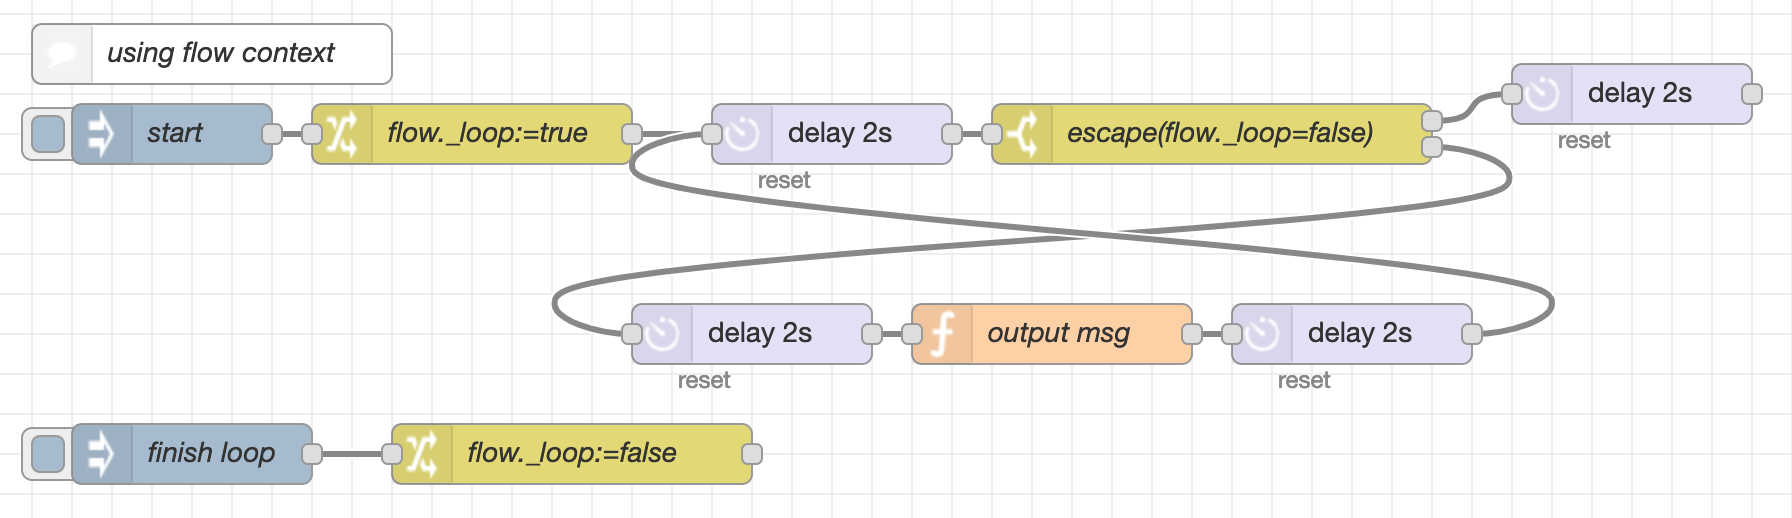 using flow context
start
flow._loop:=true
delay 2s
reset
escape(flow._loop=false)
delay 2s
reset
delay 2s
reset
output msg
delay 2s
reset
finish loop
flow._loop:=false